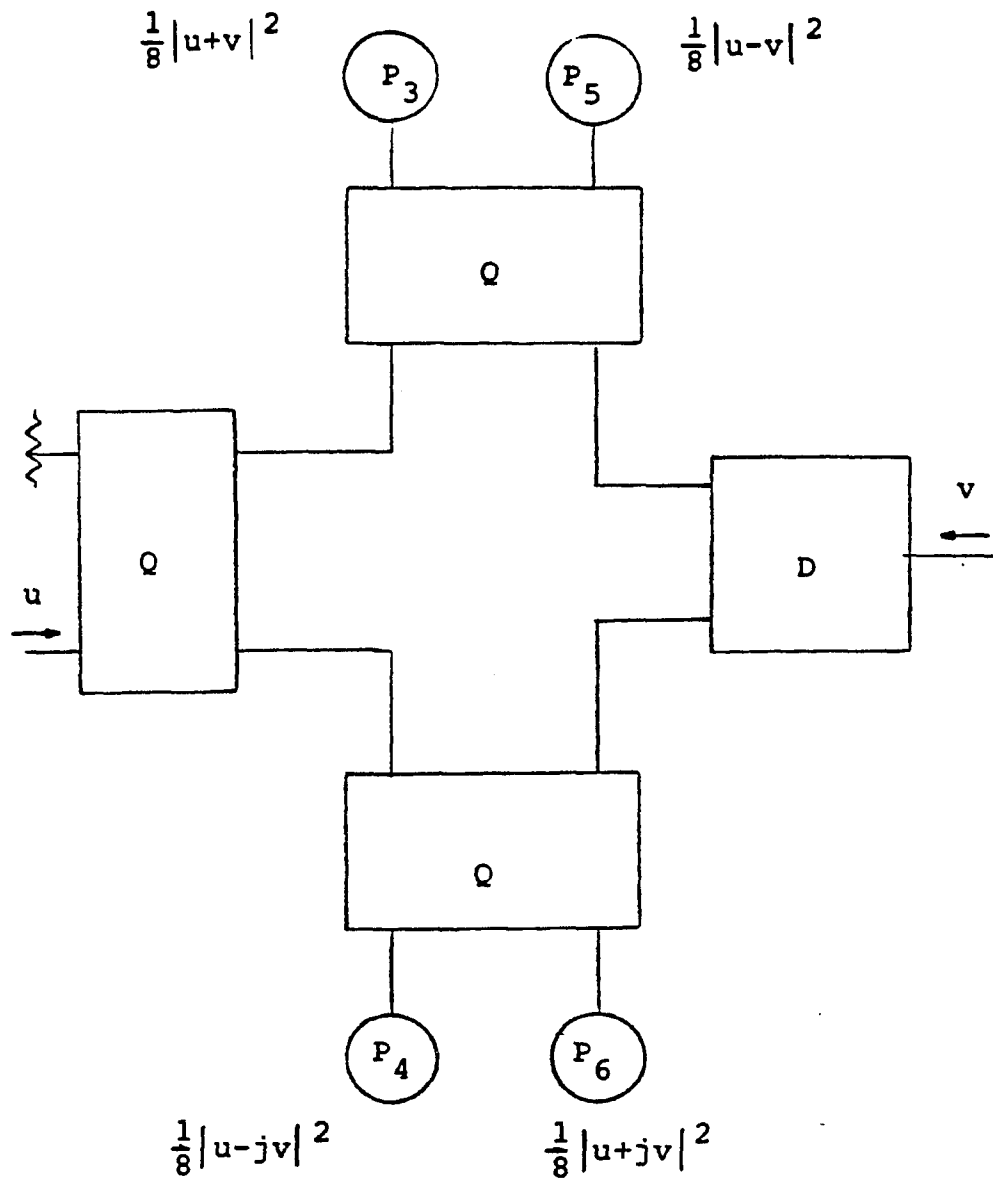 1/8|u+v|²
1/8|u-v|²
P₃
P₅
Q
v
Q
D
u
Q
P₄
P₆
1/8|u-jv|²
1/8|u+jv|²